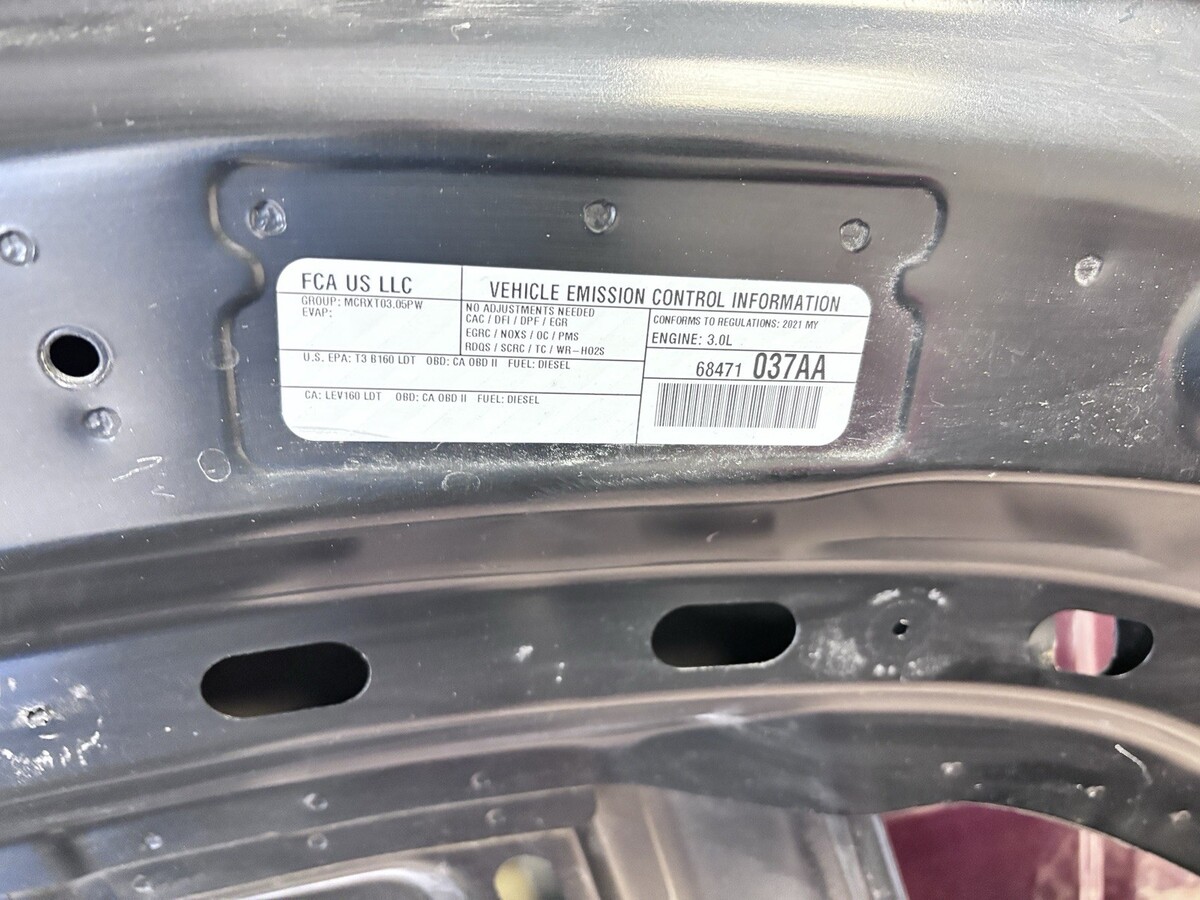 FCA US LLC
VEHICLE EMISSION CONTROL INFORMATION
GROUP: MCRXT03.05PW
EVAP:
NO ADJUSTMENTS NEEDED
CAC / DFI / DPF / EGR
EGRC / NOXS / OC / PMS
RDQS / SCRC / TC / WR-HO2S
CONFORMS TO REGULATIONS: 2021 MY
ENGINE: 3.0L
U.S. EPA: T3 B160 LDT OBD: CA OBD II FUEL: DIESEL
68471 037AA
CA: LEV160 LDT OBD: CA OBD II FUEL: DIESEL